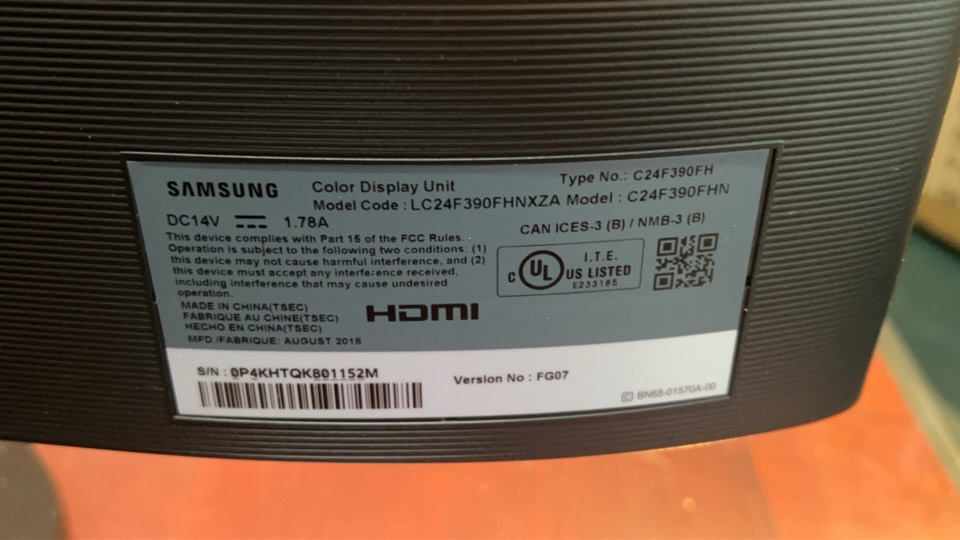 SAMSUNG
Color Display Unit
Type No.: C24F390FH
Model Code : LC24F390FHNXZA Model : C24F390FHN
DC14V ⎓ 1.78A
CAN ICES-3 (B) / NMB-3 (B)
This device complies with Part 15 of the FCC Rules.
Operation is subject to the following two conditions: (1)
this device may not cause harmful interference, and (2)
this device must accept any interference received,
including interference that may cause undesired
operation.
C UL US LISTED
I.T.E.
E233185
MADE IN CHINA(TSEC)
FABRIQUE AU CHINE(TSEC)
HECHO EN CHINA(TSEC)
MFD /FABRIQUE: AUGUST 2018
HDMI
S/N : 0P4KHTQK801152M
Version No : FG07
BN68-01570A-00